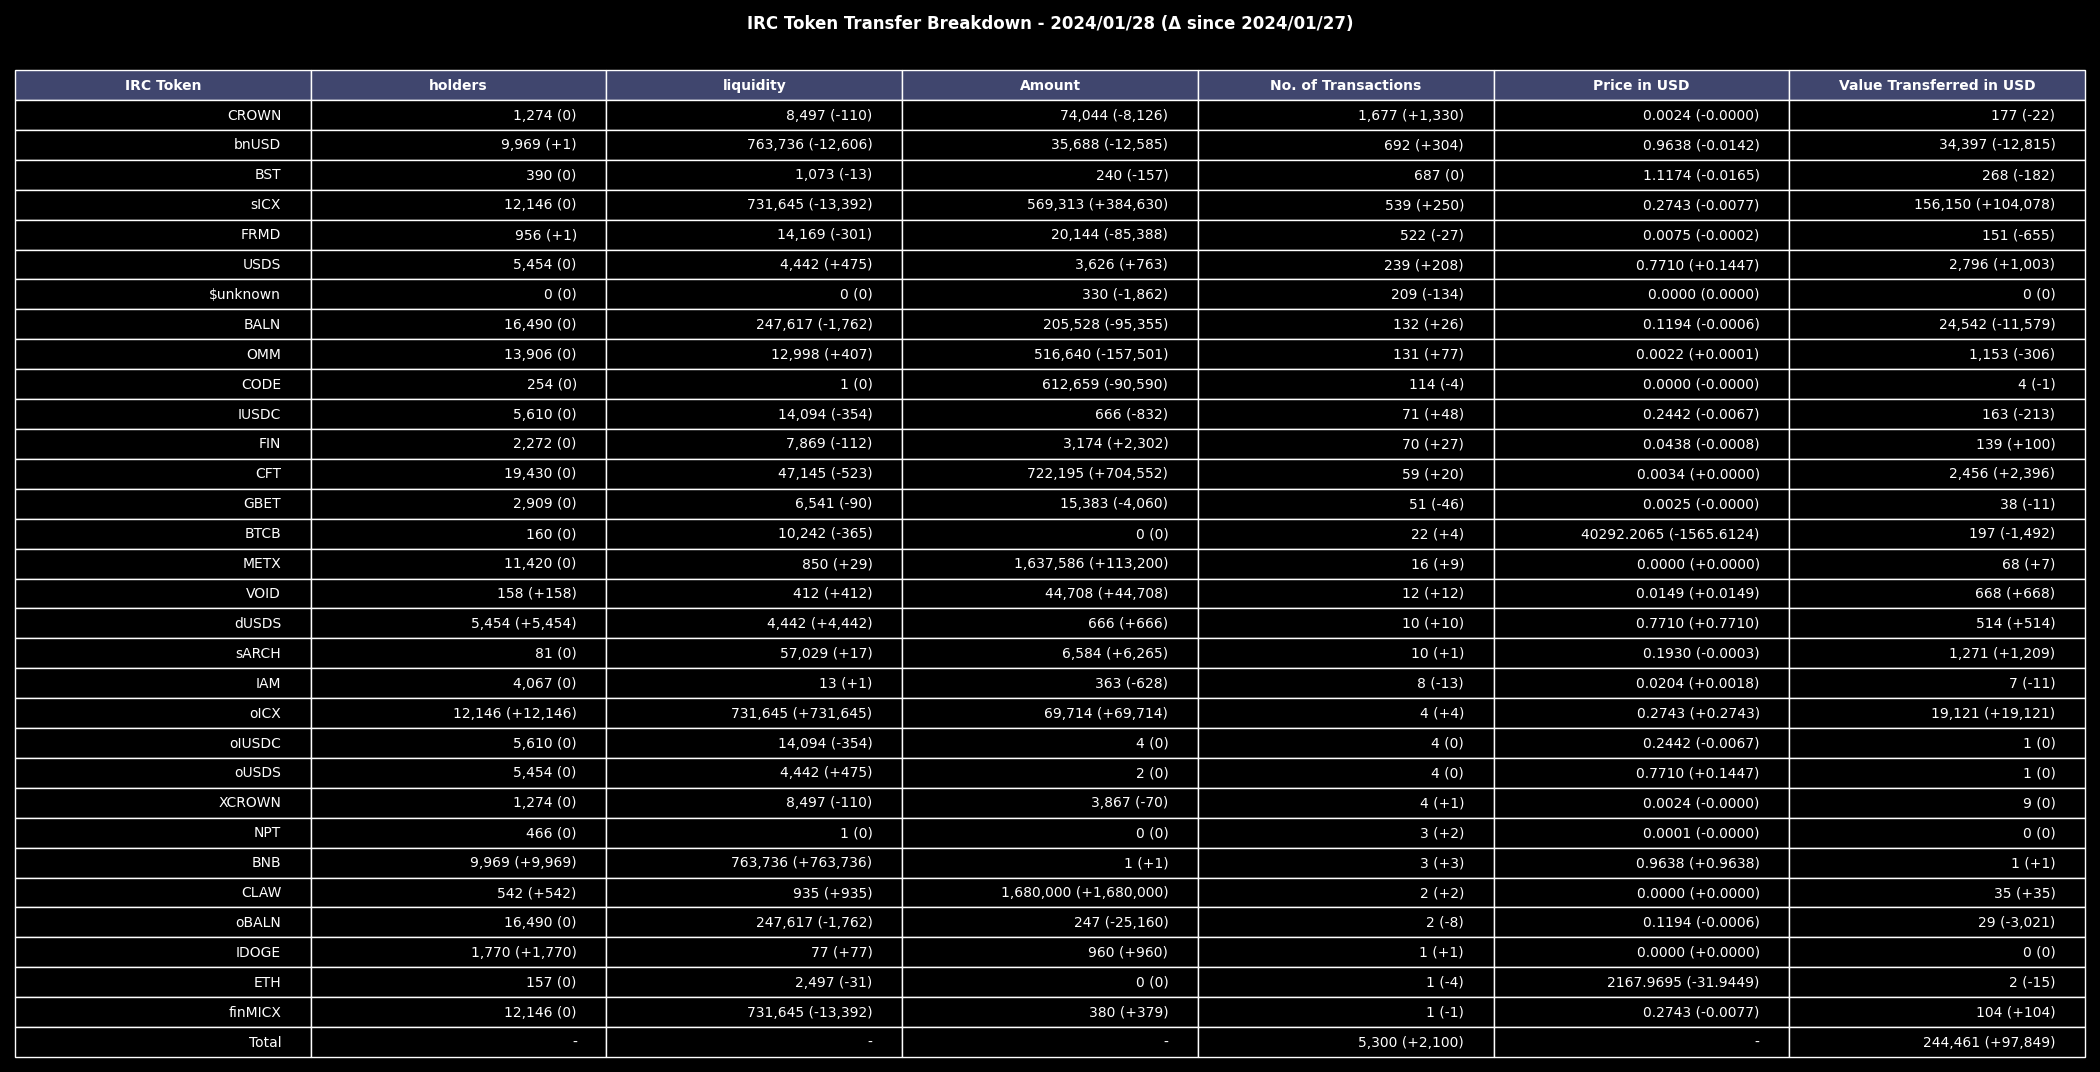 IRC Token Transfer Breakdown - 2024/01/28 (Δ since 2024/01/27)
IRC Token holders liquidity Amount No. of Transactions Price in USD Value Transferred in USD
CROWN 1,274 (0) 8,497 (-110) 74,044 (-8,126) 1,677 (+1,330) 0.0024 (-0.0000) 177 (-22)
bnUSD 9,969 (+1) 763,736 (-12,606) 35,688 (-12,585) 692 (+304) 0.9638 (-0.0142) 34,397 (-12,815)
BST 390 (0) 1,073 (-13) 240 (-157) 687 (0) 1.1174 (-0.0165) 268 (-182)
sICX 12,146 (0) 731,645 (-13,392) 569,313 (+384,630) 539 (+250) 0.2743 (-0.0077) 156,150 (+104,078)
FRMD 956 (+1) 14,169 (-301) 20,144 (-85,388) 522 (-27) 0.0075 (-0.0002) 151 (-655)
USDS 5,454 (0) 4,442 (+475) 3,626 (+763) 239 (+208) 0.7710 (+0.1447) 2,796 (+1,003)
$unknown 0 (0) 0 (0) 330 (-1,862) 209 (-134) 0.0000 (0.0000) 0 (0)
BALN 16,490 (0) 247,617 (-1,762) 205,528 (-95,355) 132 (+26) 0.1194 (-0.0006) 24,542 (-11,579)
OMM 13,906 (0) 12,998 (+407) 516,640 (-157,501) 131 (+77) 0.0022 (+0.0001) 1,153 (-306)
CODE 254 (0) 1 (0) 612,659 (-90,590) 114 (-4) 0.0000 (-0.0000) 4 (-1)
IUSDC 5,610 (0) 14,094 (-354) 666 (-832) 71 (+48) 0.2442 (-0.0067) 163 (-213)
FIN 2,272 (0) 7,869 (-112) 3,174 (+2,302) 70 (+27) 0.0438 (-0.0008) 139 (+100)
CFT 19,430 (0) 47,145 (-523) 722,195 (+704,552) 59 (+20) 0.0034 (+0.0000) 2,456 (+2,396)
GBET 2,909 (0) 6,541 (-90) 15,383 (-4,060) 51 (-46) 0.0025 (-0.0000) 38 (-11)
BTCB 160 (0) 10,242 (-365) 0 (0) 22 (+4) 40292.2065 (-1565.6124) 197 (-1,492)
METX 11,420 (0) 850 (+29) 1,637,586 (+113,200) 16 (+9) 0.0000 (+0.0000) 68 (+7)
VOID 158 (+158) 412 (+412) 44,708 (+44,708) 12 (+12) 0.0149 (+0.0149) 668 (+668)
dUSDS 5,454 (+5,454) 4,442 (+4,442) 666 (+666) 10 (+10) 0.7710 (+0.7710) 514 (+514)
sARCH 81 (0) 57,029 (+17) 6,584 (+6,265) 10 (+1) 0.1930 (-0.0003) 1,271 (+1,209)
IAM 4,067 (0) 13 (+1) 363 (-628) 8 (-13) 0.0204 (+0.0018) 7 (-11)
oICX 12,146 (+12,146) 731,645 (+731,645) 69,714 (+69,714) 4 (+4) 0.2743 (+0.2743) 19,121 (+19,121)
oIUSDC 5,610 (0) 14,094 (-354) 4 (0) 4 (0) 0.2442 (-0.0067) 1 (0)
oUSDS 5,454 (0) 4,442 (+475) 2 (0) 4 (0) 0.7710 (+0.1447) 1 (0)
XCROWN 1,274 (0) 8,497 (-110) 3,867 (-70) 4 (+1) 0.0024 (-0.0000) 9 (0)
NPT 466 (0) 1 (0) 0 (0) 3 (+2) 0.0001 (-0.0000) 0 (0)
BNB 9,969 (+9,969) 763,736 (+763,736) 1 (+1) 3 (+3) 0.9638 (+0.9638) 1 (+1)
CLAW 542 (+542) 935 (+935) 1,680,000 (+1,680,000) 2 (+2) 0.0000 (+0.0000) 35 (+35)
oBALN 16,490 (0) 247,617 (-1,762) 247 (-25,160) 2 (-8) 0.1194 (-0.0006) 29 (-3,021)
IDOGE 1,770 (+1,770) 77 (+77) 960 (+960) 1 (+1) 0.0000 (+0.0000) 0 (0)
ETH 157 (0) 2,497 (-31) 0 (0) 1 (-4) 2167.9695 (-31.9449) 2 (-15)
finMICX 12,146 (0) 731,645 (-13,392) 380 (+379) 1 (-1) 0.2743 (-0.0077) 104 (+104)
Total - - - 5,300 (+2,100) - 244,461 (+97,849)